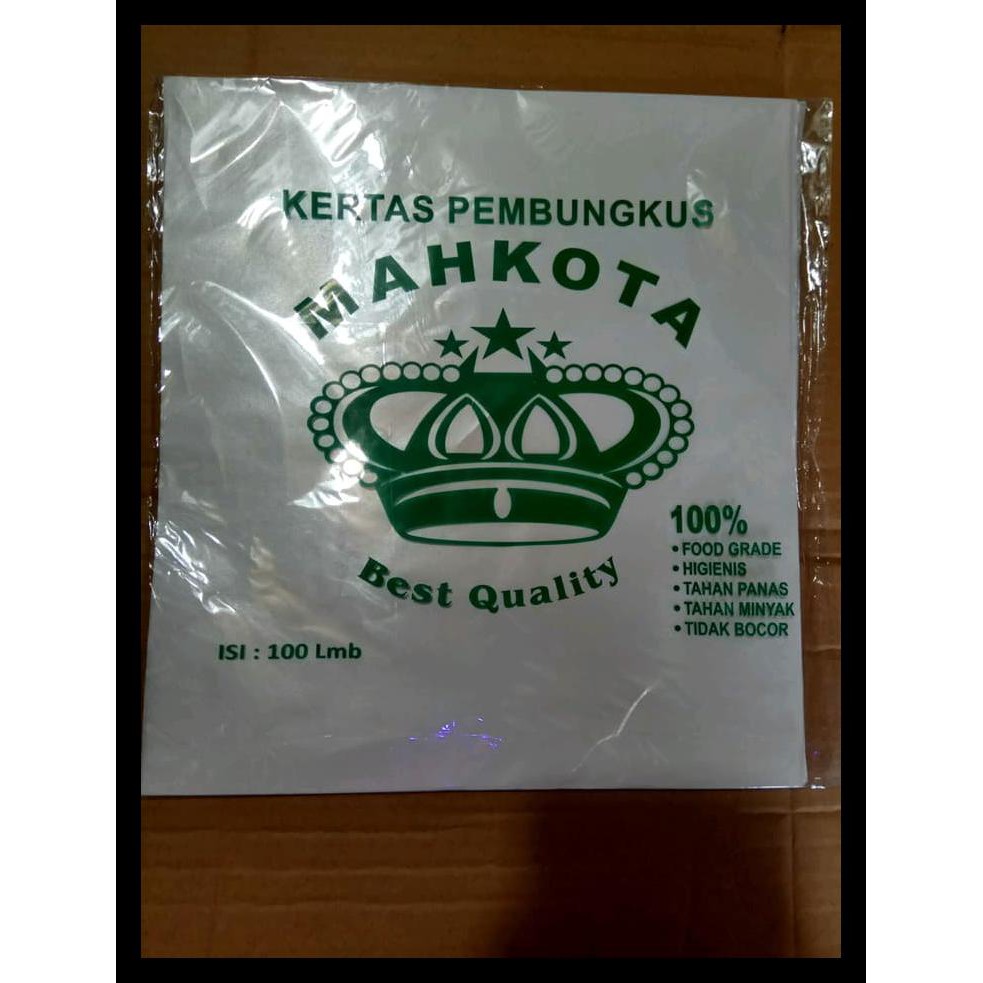 KERTAS PEMBUNGKUS
MAHKOTA
Best Quality
100%
• FOOD GRADE
• HIGIENIS
• TAHAN PANAS
• TAHAN MINYAK
• TIDAK BOCOR
ISI : 100 Lmb